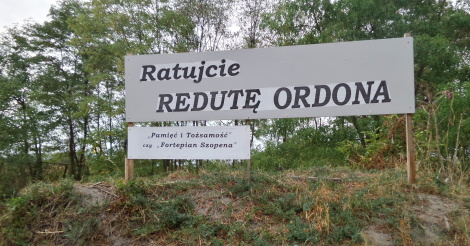 Ratujcie
REDUTĘ ORDONA
„Pamięć i Tożsamość”
czy „Fortepian Szopena”